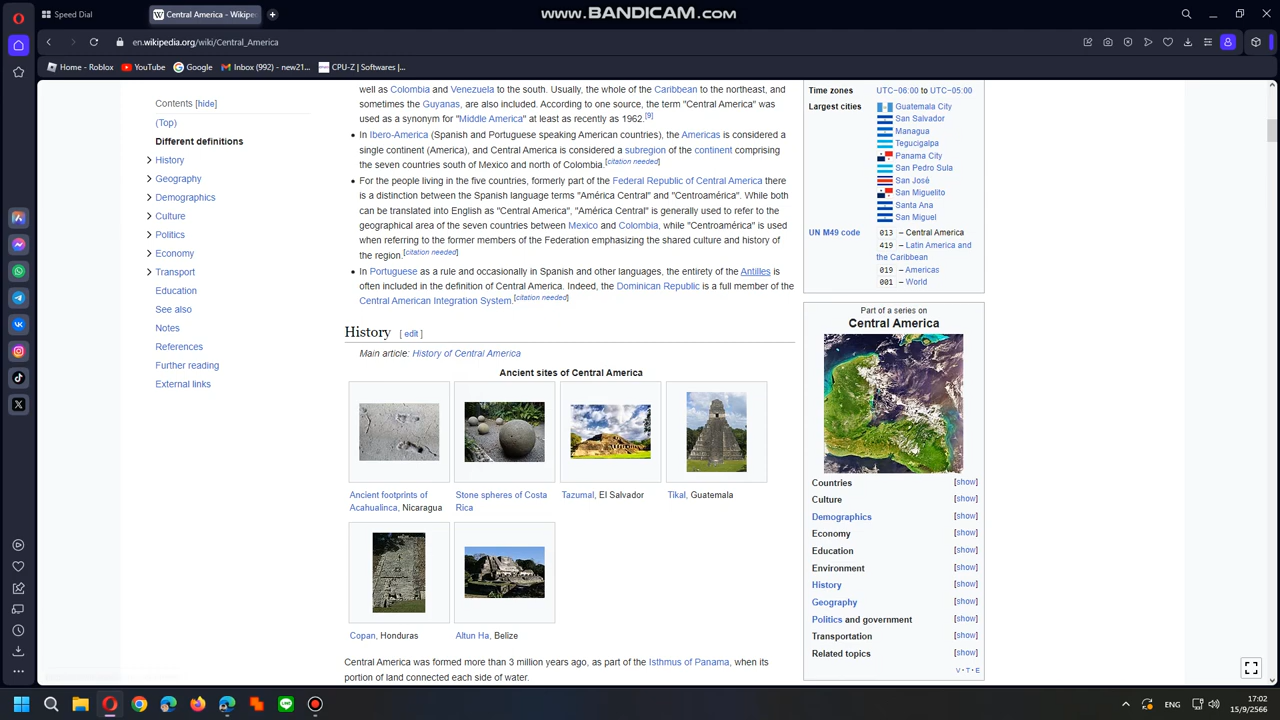 www.BANDICAM.com
Speed Dial
Central America - Wikipe
en.wikipedia.org/wiki/Central_America
Home - Roblox
YouTube
Google
Inbox (992) - new21...
CPU-Z | Softwares |...
Contents [hide]
(Top)
Different definitions
History
Geography
Demographics
Culture
Politics
Economy
Transport
Education
See also
Notes
References
Further reading
External links
well as Colombia and Venezuela to the south. Usually, the whole of the Caribbean to the northeast, and
sometimes the Guyanas, are also included. According to one source, the term "Central America" was
used as a synonym for "Middle America" at least as recently as 1962.[9]
• In Ibero-America (Spanish and Portuguese speaking American countries), the Americas is considered a
single continent (America), and Central America is considered a subregion of the continent comprising
the seven countries south of Mexico and north of Colombia.[citation needed]
• For the people living in the five countries, formerly part of the Federal Republic of Central America there
is a distinction between the Spanish language terms "América Central" and "Centroamérica". While both
can be translated into English as "Central America", "América Central" is generally used to refer to the
geographical area of the seven countries between Mexico and Colombia, while "Centroamérica" is used
when referring to the former members of the Federation emphasizing the shared culture and history of
the region.[citation needed]
• In Portuguese as a rule and occasionally in Spanish and other languages, the entirety of the Antilles is
often included in the definition of Central America. Indeed, the Dominican Republic is a full member of the
Central American Integration System.[citation needed]
History [ edit ]
Main article: History of Central America
Ancient sites of Central America
Ancient footprints of
Acahualinca, Nicaragua
Stone spheres of Costa
Rica
Tazumal, El Salvador
Tikal, Guatemala
Copan, Honduras
Altun Ha, Belize
Central America was formed more than 3 million years ago, as part of the Isthmus of Panama, when its
portion of land connected each side of water.
Time zones UTC−06:00 to UTC−05:00
Largest cities Guatemala City
San Salvador
Managua
Tegucigalpa
Panama City
San Pedro Sula
San José
San Miguelito
Santa Ana
San Miguel
UN M49 code 013 – Central America
419 – Latin America and
the Caribbean
019 – Americas
001 – World
Part of a series on
Central America
Countries [show]
Culture [show]
Demographics [show]
Economy [show]
Education [show]
Environment [show]
History [show]
Geography [show]
Politics and government [show]
Transportation [show]
Related topics [show]
V · T · E
ENG
17:02
15/9/2566